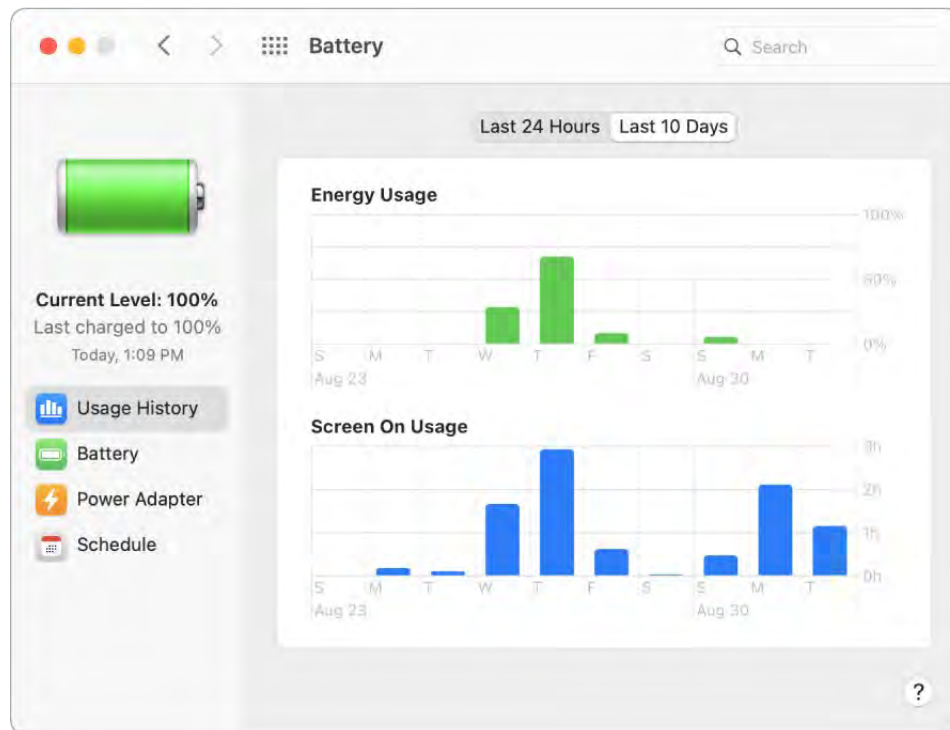 Battery
Search
Last 24 Hours Last 10 Days
Energy Usage
100%
50%
0%
S M T W T F S S M T
Aug 23 Aug 30
Current Level: 100%
Last charged to 100%
Today, 1:09 PM
Usage History
Battery
Power Adapter
Schedule
Screen On Usage
3h
2h
1h
0h
S M T W T F S S M T
Aug 23 Aug 30
?